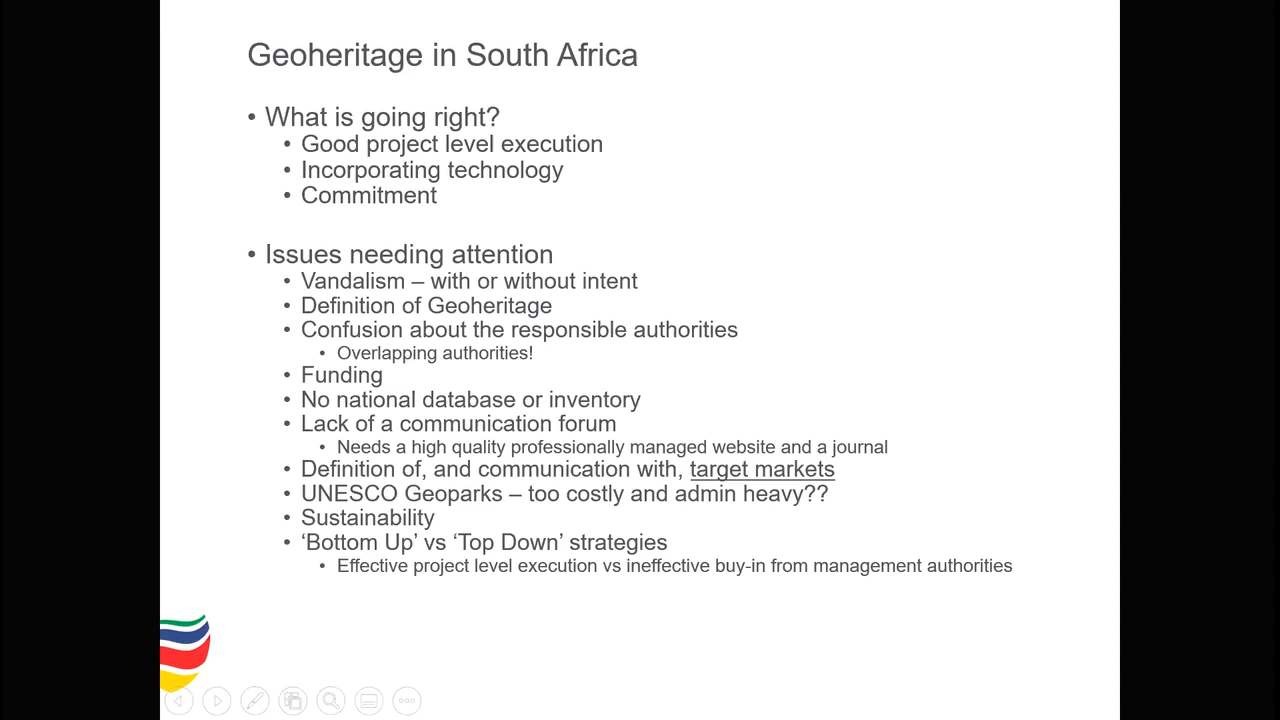 Geoheritage in South Africa
• What is going right?
• Good project level execution
• Incorporating technology
• Commitment
• Issues needing attention
• Vandalism – with or without intent
• Definition of Geoheritage
• Confusion about the responsible authorities
• Overlapping authorities!
• Funding
• No national database or inventory
• Lack of a communication forum
• Needs a high quality professionally managed website and a journal
• Definition of, and communication with, target markets
• UNESCO Geoparks – too costly and admin heavy??
• Sustainability
• ‘Bottom Up’ vs ‘Top Down’ strategies
• Effective project level execution vs ineffective buy-in from management authorities